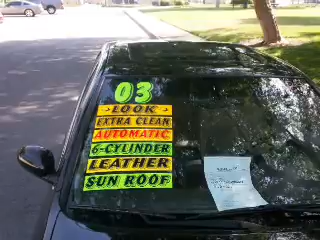 03
LOOK
EXTRA CLEAN
AUTOMATIC
6-CYLINDER
LEATHER
SUN ROOF